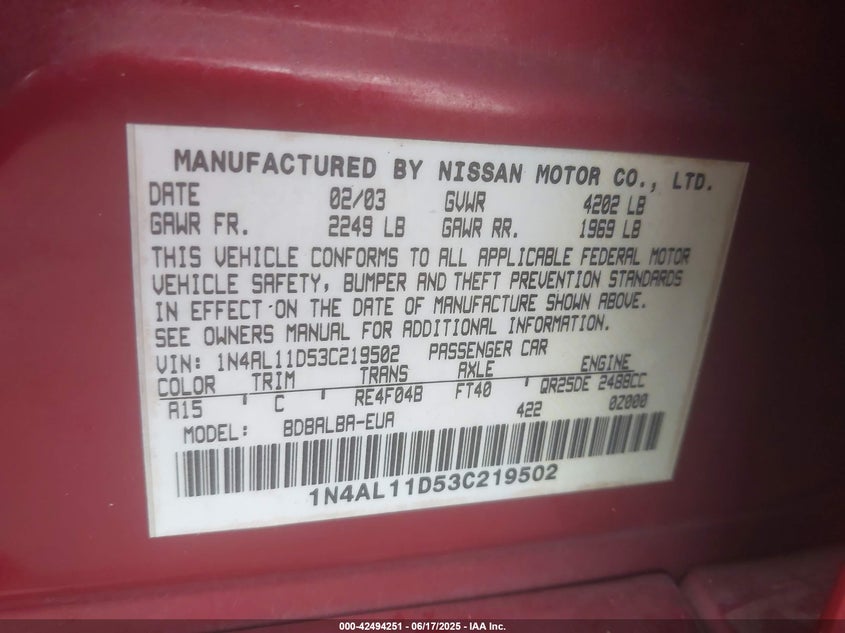 MANUFACTURED BY NISSAN MOTOR CO., LTD.
DATE 02/03 GVWR 4202 LB
GAWR FR. 2249 LB GAWR RR. 1969 LB
THIS VEHICLE CONFORMS TO ALL APPLICABLE FEDERAL MOTOR
VEHICLE SAFETY, BUMPER AND THEFT PREVENTION STANDARDS
IN EFFECT ON THE DATE OF MANUFACTURE SHOWN ABOVE.
SEE OWNERS MANUAL FOR ADDITIONAL INFORMATION.
VIN: 1N4AL11D53C219502 PASSENGER CAR
COLOR TRIM TRANS AXLE ENGINE
A15 C RE4F04B FT40 QR25DE 2488CC
422 0Z000
MODEL: BDBALBA-EUA
1N4AL11D53C219502
000-42494251 - 06/17/2025 - IAA Inc.